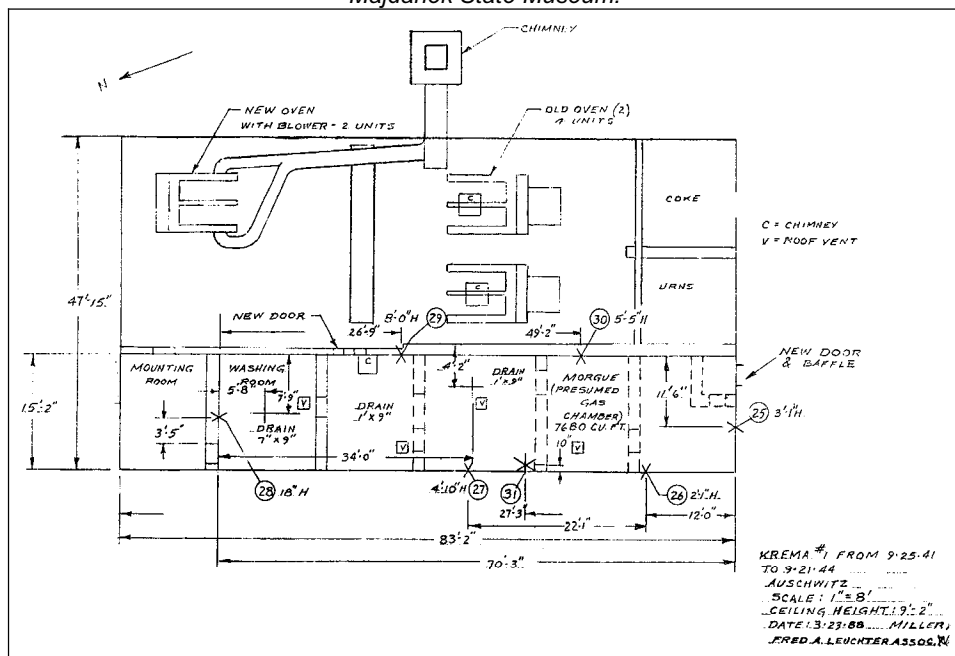 Majdanek State Museum.
CHIMNEY
N
NEW OVEN
WITH BLOWER - 2 UNITS
OLD OVEN (2)
4 UNITS
COKE
C = CHIMNEY
V = ROOF VENT
C
URNS
C
47'-15"
NEW DOOR
8'-0"H
29
26'-9"
49'-2"
30
5'-5"H
NEW DOOR
& BAFFLE
MOUNTING
ROOM
WASHING
ROOM
5'-8"
7'-9"
C
4'-2"
DRAIN
1' x 9"
MORGUE
(PRESUMED
GAS
CHAMBER)
7680 CU. FT.
11'-6"
25
3'-1"H
15'-2"
3'-5"
DRAIN
7" x 9"
V
DRAIN
1' x 9"
V
V
10"
V
34'-0"
28
18"H
4'-10"H
27
31
27'-3"
26
2'-1"H
22'-1"
12'-0"
83'-2"
70'-3"
KREMA #1 FROM 9-25-41
TO 9-21-44
AUSCHWITZ
SCALE: 1"=8'
CEILING HEIGHT: 9'-2"
DATE: 3-23-88 MILLER,
FRED A. LEUCHTER ASSOC.